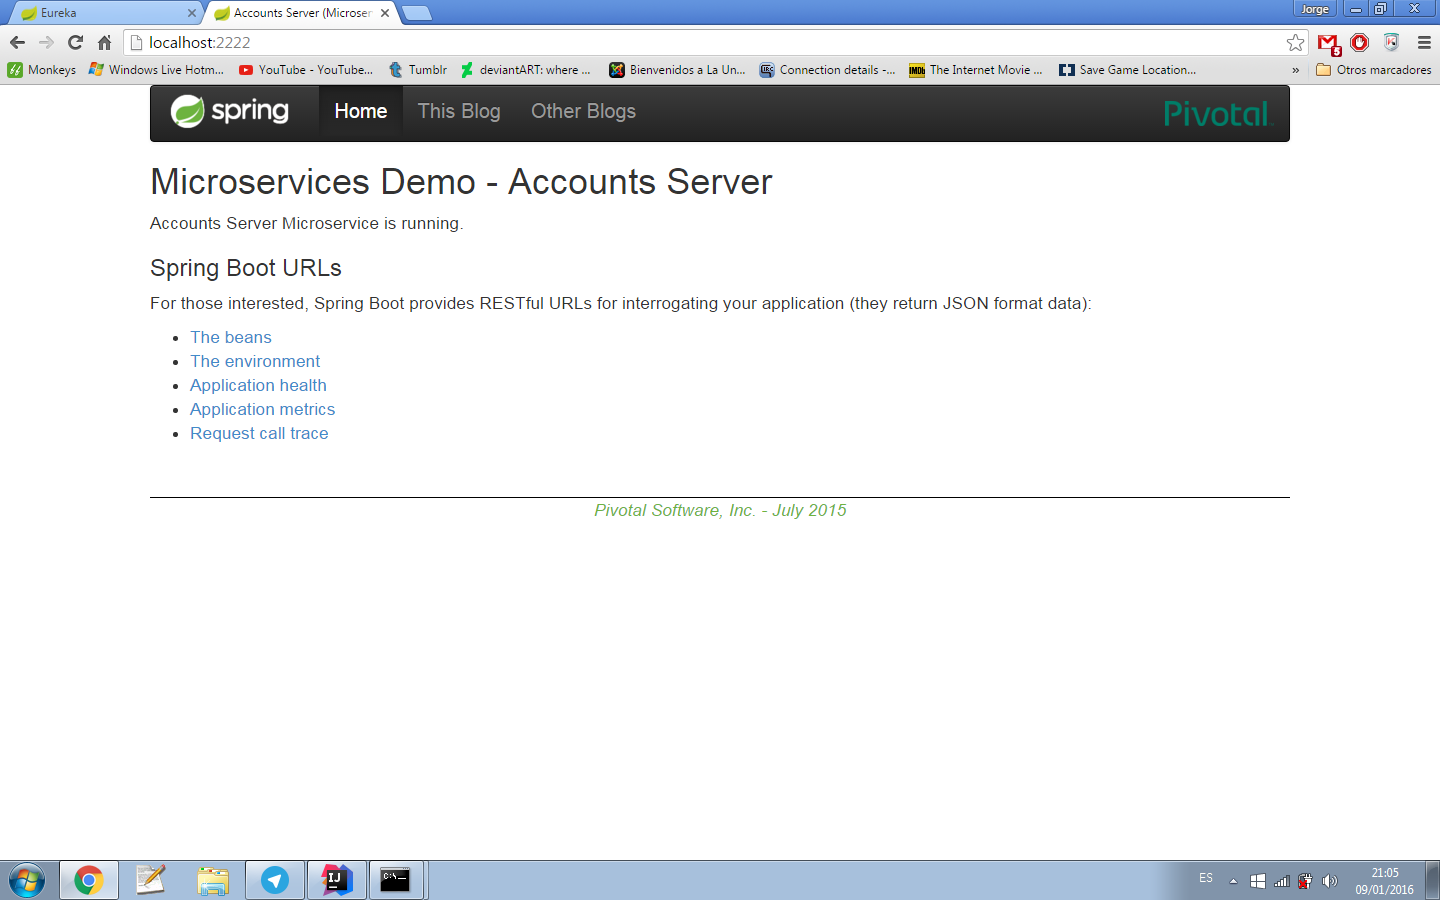 Eureka
Accounts Server (Microser
Jorge
localhost:2222
5
Monkeys
Windows Live Hotm...
YouTube - YouTube...
Tumblr
deviantART: where ...
Bienvenidos a La Un...
IRC
Connection details -...
IMDb
The Internet Movie ...
Save Game Location...
»
Otros marcadores
spring
Home
This Blog
Other Blogs
Pivotal
Microservices Demo - Accounts Server
Accounts Server Microservice is running.
Spring Boot URLs
For those interested, Spring Boot provides RESTful URLs for interrogating your application (they return JSON format data):
The beans
The environment
Application health
Application metrics
Request call trace
Pivotal Software, Inc. - July 2015
IJ
C:\_
ES
21:05
09/01/2016